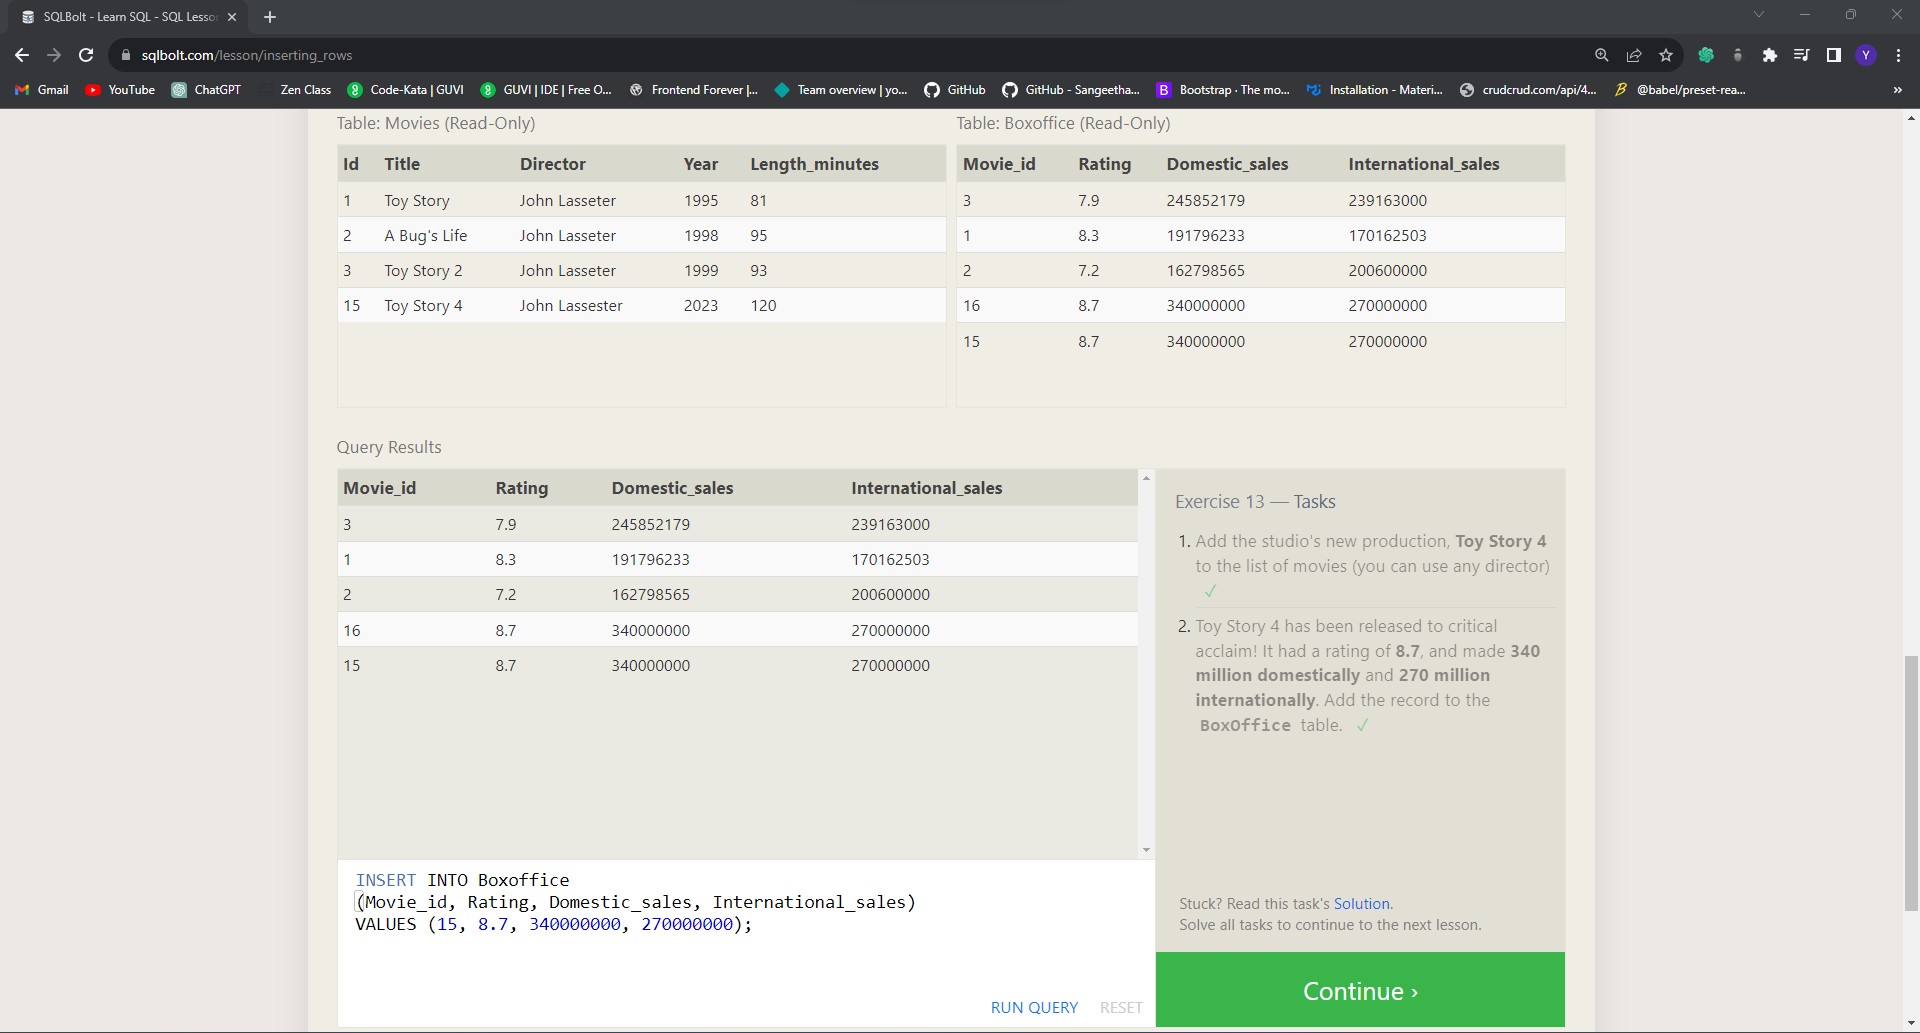 SQLBolt - Learn SQL - SQL Lesso
sqlbolt.com/lesson/inserting_rows
Y
Gmail YouTube ChatGPT Zen Class Code-Kata | GUVI GUVI | IDE | Free O... Frontend Forever |... Team overview | yo... GitHub GitHub - Sangeetha... Bootstrap · The mo... Installation - Materi... crudcrud.com/api/4... @babel/preset-rea... »
Table: Movies (Read-Only)
Id Title Director Year Length_minutes
1 Toy Story John Lasseter 1995 81
2 A Bug's Life John Lasseter 1998 95
3 Toy Story 2 John Lasseter 1999 93
15 Toy Story 4 John Lassester 2023 120
Table: Boxoffice (Read-Only)
Movie_id Rating Domestic_sales International_sales
3 7.9 245852179 239163000
1 8.3 191796233 170162503
2 7.2 162798565 200600000
16 8.7 340000000 270000000
15 8.7 340000000 270000000
Query Results
Movie_id Rating Domestic_sales International_sales
3 7.9 245852179 239163000
1 8.3 191796233 170162503
2 7.2 162798565 200600000
16 8.7 340000000 270000000
15 8.7 340000000 270000000
INSERT INTO Boxoffice
(Movie_id, Rating, Domestic_sales, International_sales)
VALUES (15, 8.7, 340000000, 270000000);
RUN QUERY RESET
Exercise 13 — Tasks
1. Add the studio's new production, Toy Story 4
to the list of movies (you can use any director)
✓
2. Toy Story 4 has been released to critical
acclaim! It had a rating of 8.7, and made 340
million domestically and 270 million
internationally. Add the record to the
BoxOffice table. ✓
Stuck? Read this task's Solution.
Solve all tasks to continue to the next lesson.
Continue ›